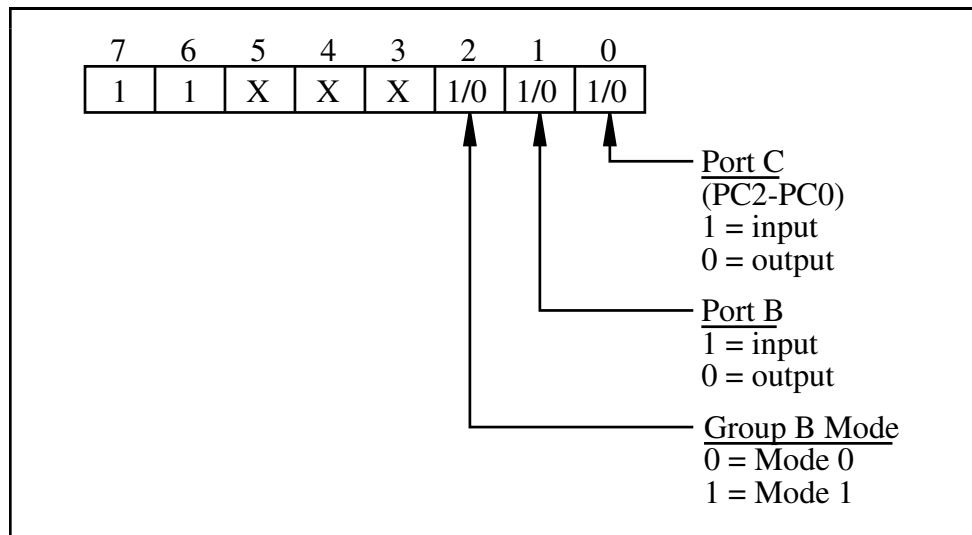 7 6 5 4 3 2 1 0
1 1 X X X 1/0 1/0 1/0
Port C
(PC2-PC0)
1 = input
0 = output
Port B
1 = input
0 = output
Group B Mode
0 = Mode 0
1 = Mode 1